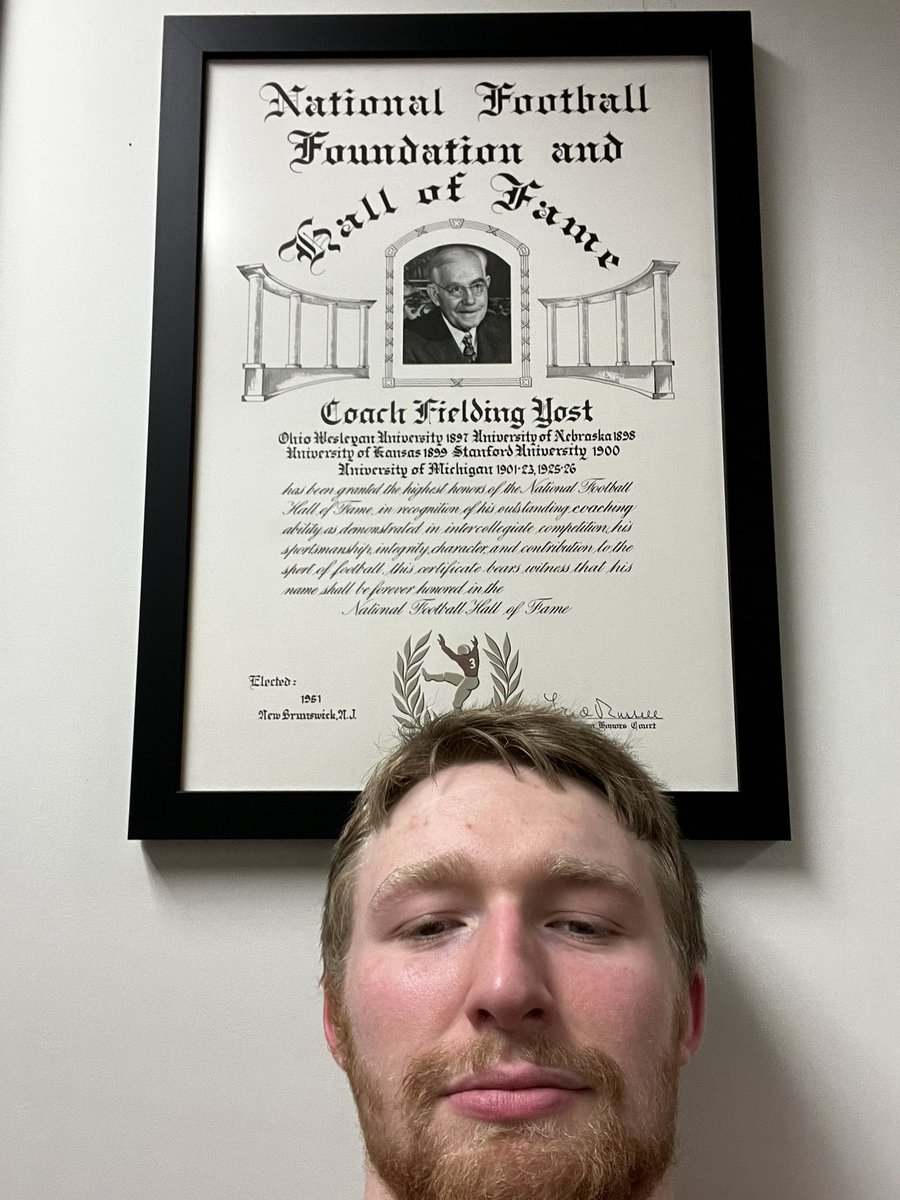 National Football
Foundation and
Hall of Fame
Coach Fielding Yost
Ohio Wesleyan University 1897 University of Nebraska 1898
University of Kansas 1899 Stanford University 1900
University of Michigan 1901-23, 1925-26
has been granted the highest honors of the National Football
Hall of Fame, in recognition of his outstanding coaching
ability as demonstrated in intercollegiate competition, his
sportsmanship, integrity, character, and contribution to the
sport of football, this certificate bears witness that his
name shall be forever honored in the
National Football Hall of Fame
3
Elected:
1951
New Brunswick, N.J.
Fred Russell
Honors Court